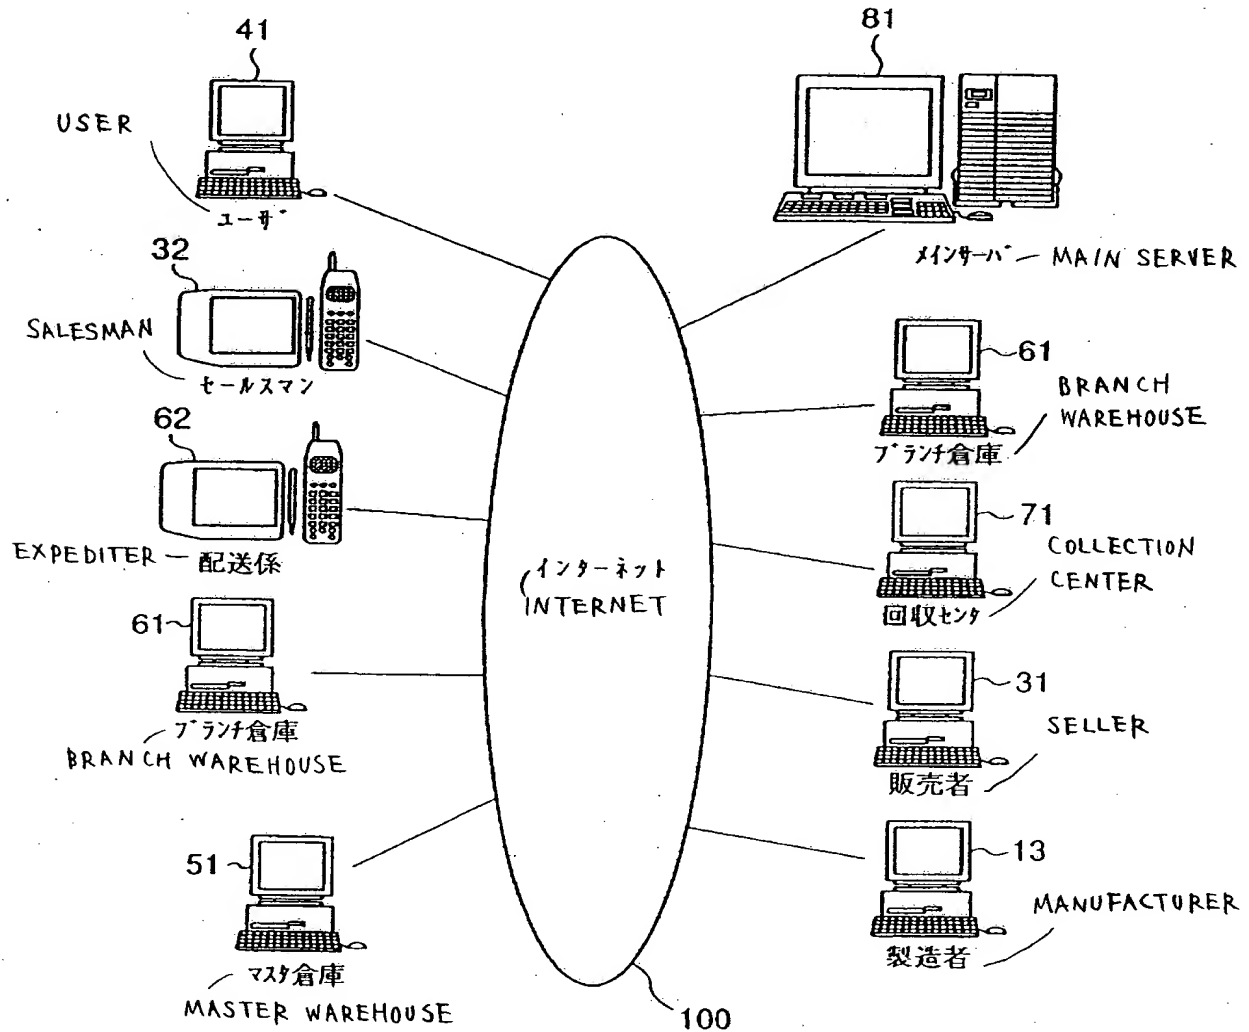 41
81
USER
ユーザ
メインサーバ
MAIN SERVER
32
SALESMAN
セールスマン
61
BRANCH
WAREHOUSE
ブランチ倉庫
62
EXPEDITER
配送係
71
COLLECTION
CENTER
回収センタ
インターネット
INTERNET
61
ブランチ倉庫
BRANCH WAREHOUSE
31
SELLER
販売者
51
マスタ倉庫
MASTER WAREHOUSE
13
MANUFACTURER
製造者
100